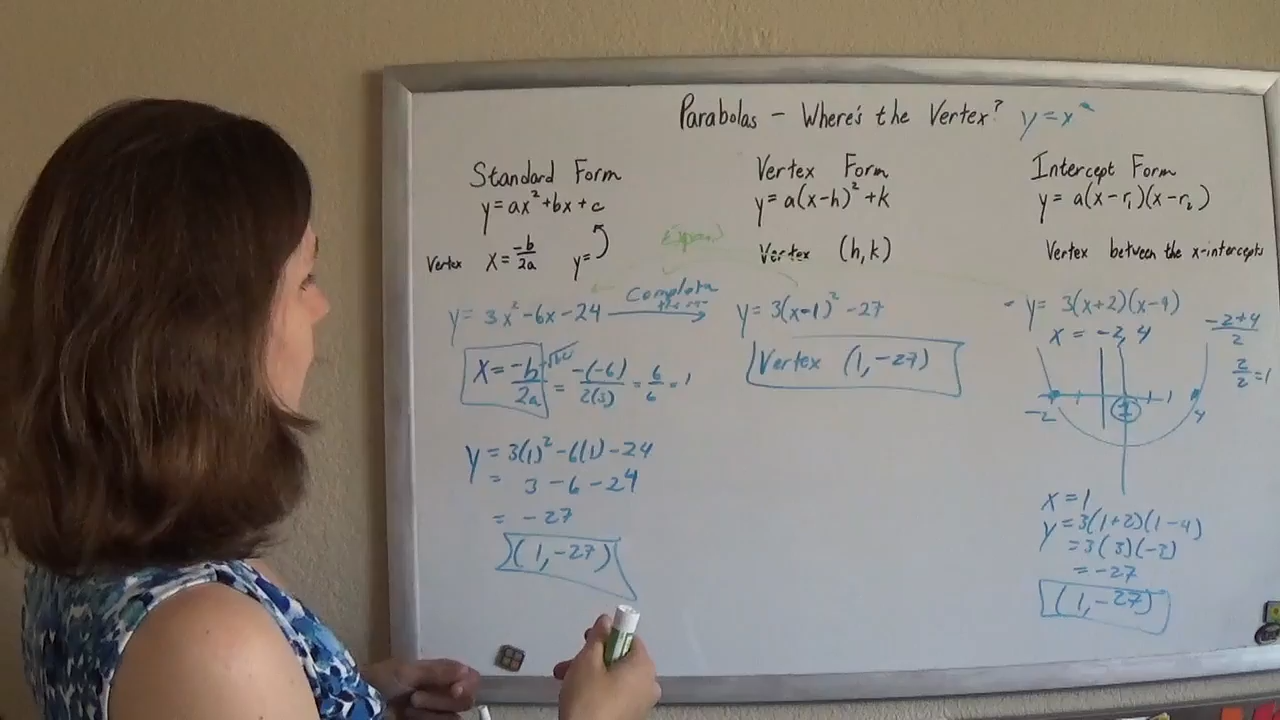 Parabolas - Where's the Vertex? y = x²
Standard Form
y = ax² + bx + c
Vertex x = -b/2a y =
y = 3x² - 6x - 24
Complete
x = -b/2a = -(-6)/2(3) = 6/6 = 1
y = 3(1)² - 6(1) - 24
= 3 - 6 - 24
= -27
(1, -27)
Vertex Form
y = a(x-h)² + k
Expand
Vertex (h, k)
y = 3(x-1)² - 27
Vertex (1, -27)
Intercept Form
y = a(x-r₁)(x-r₂)
Vertex between the x-intercepts
y = 3(x+2)(x-4)
x = -2, 4
-2+4/2
2/2 = 1
-2 1 4
x = 1
y = 3(1+2)(1-4)
= 3(3)(-3)
= -27
(1, -27)